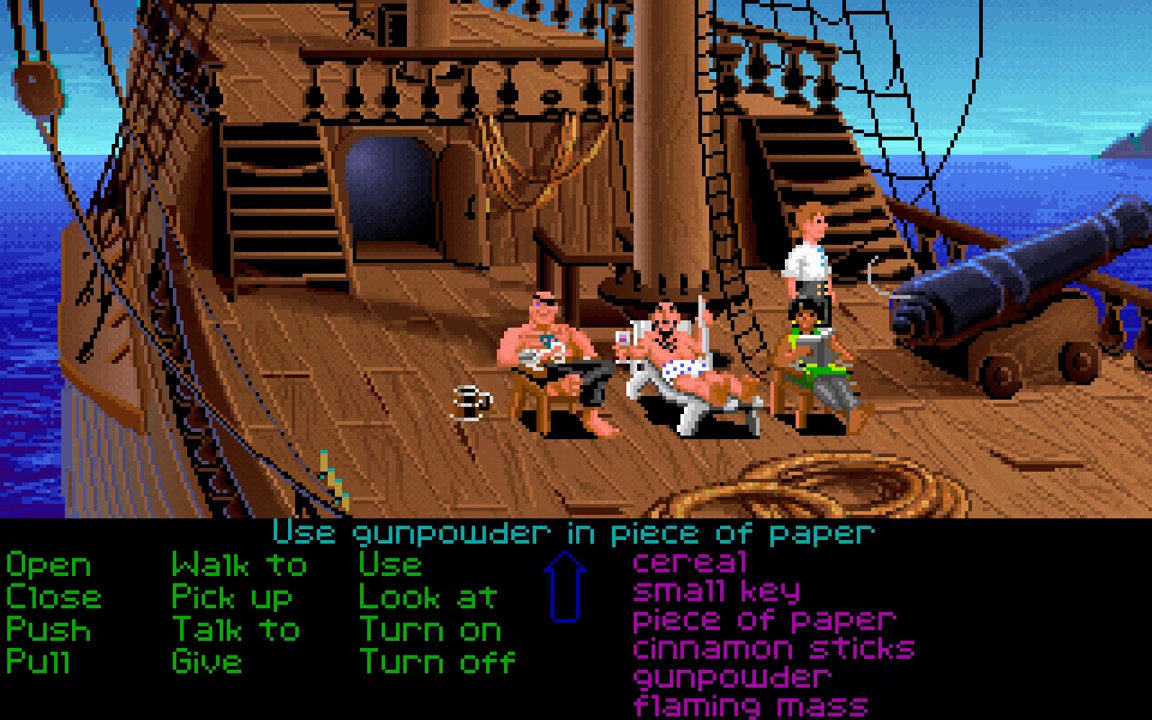 Use gunpowder in piece of paper
Open Walk to Use
Close Pick up Look at
Push Talk to Turn on
Pull Give Turn off
cereal
small key
piece of paper
cinnamon sticks
gunpowder
flaming mass